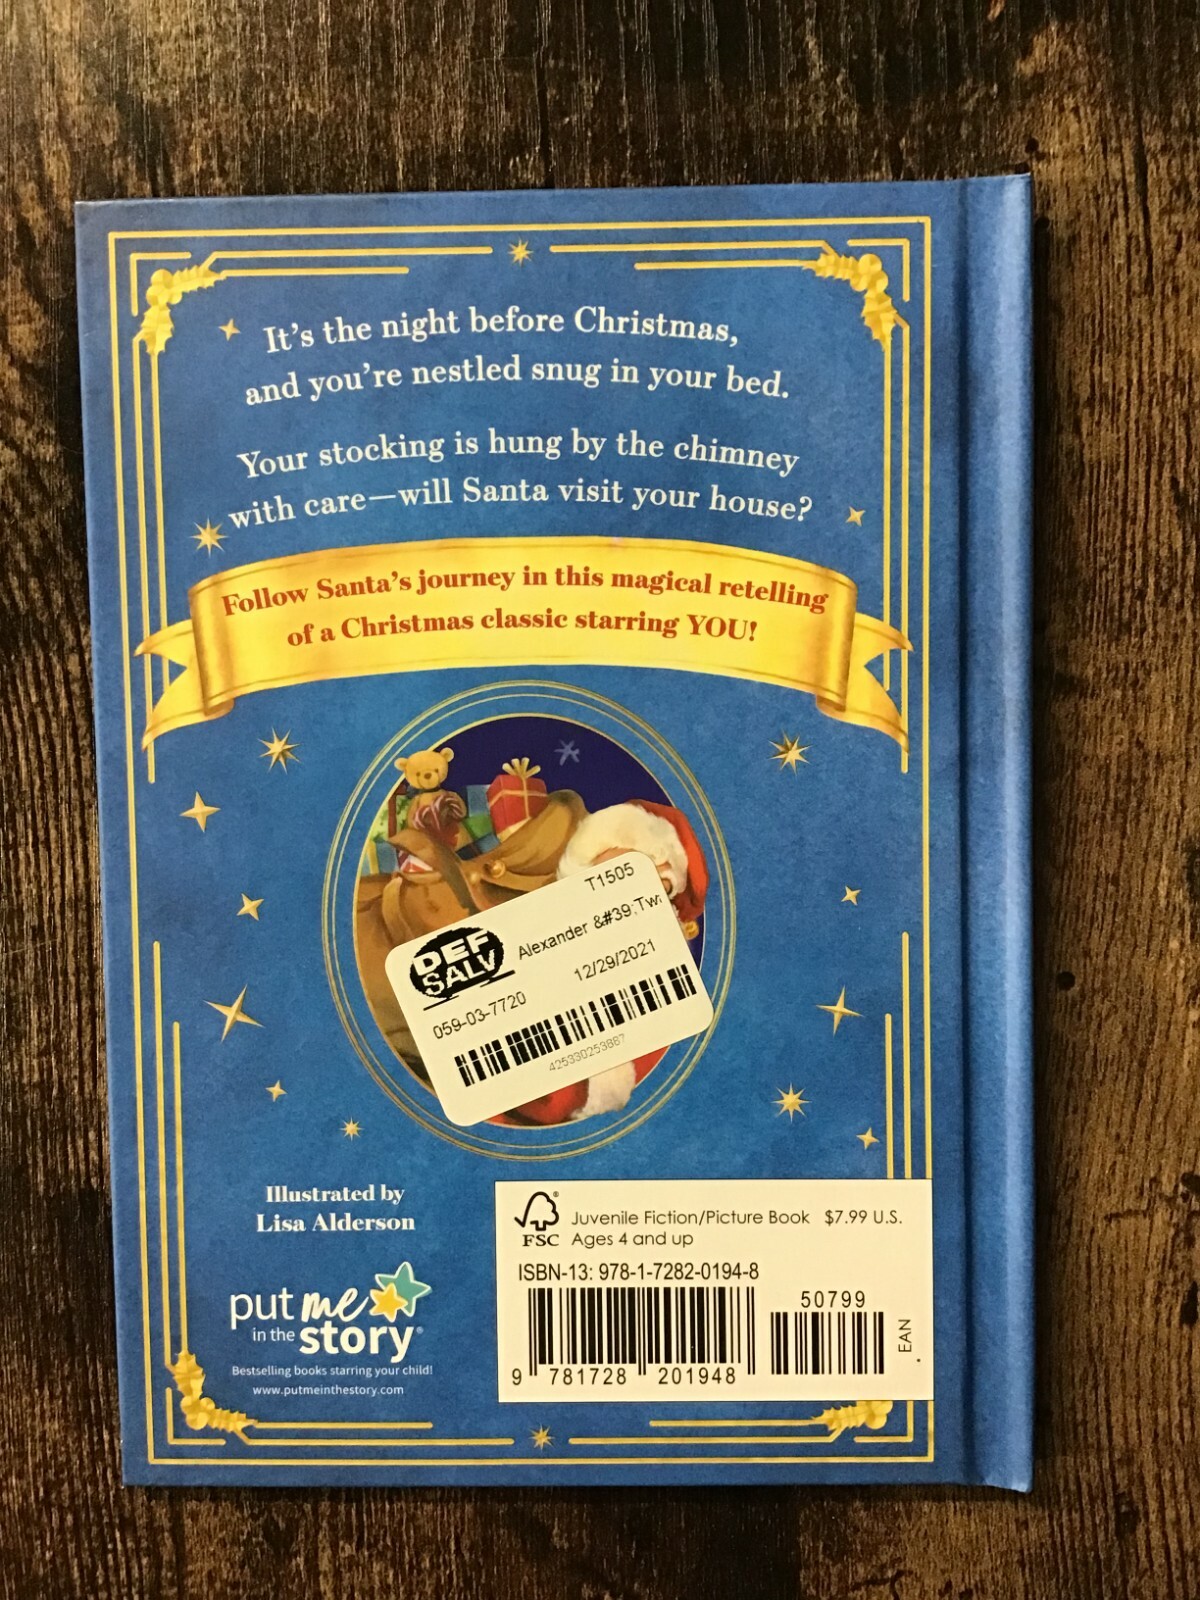 It's the night before Christmas,
and you're nestled snug in your bed.
Your stocking is hung by the chimney
with care—will Santa visit your house?
Follow Santa's journey in this magical retelling
of a Christmas classic starring YOU!
T1505
DEF
SALV
Alexander &#39;Twi
12/29/2021
059-03-7720
425330253887
Illustrated by
Lisa Alderson
put me
in the story®
Bestselling books starring your child!
www.putmeinthestory.com
FSC®
Juvenile Fiction/Picture Book $7.99 U.S.
Ages 4 and up
ISBN-13: 978-1-7282-0194-8
50799
EAN
9 781728 201948